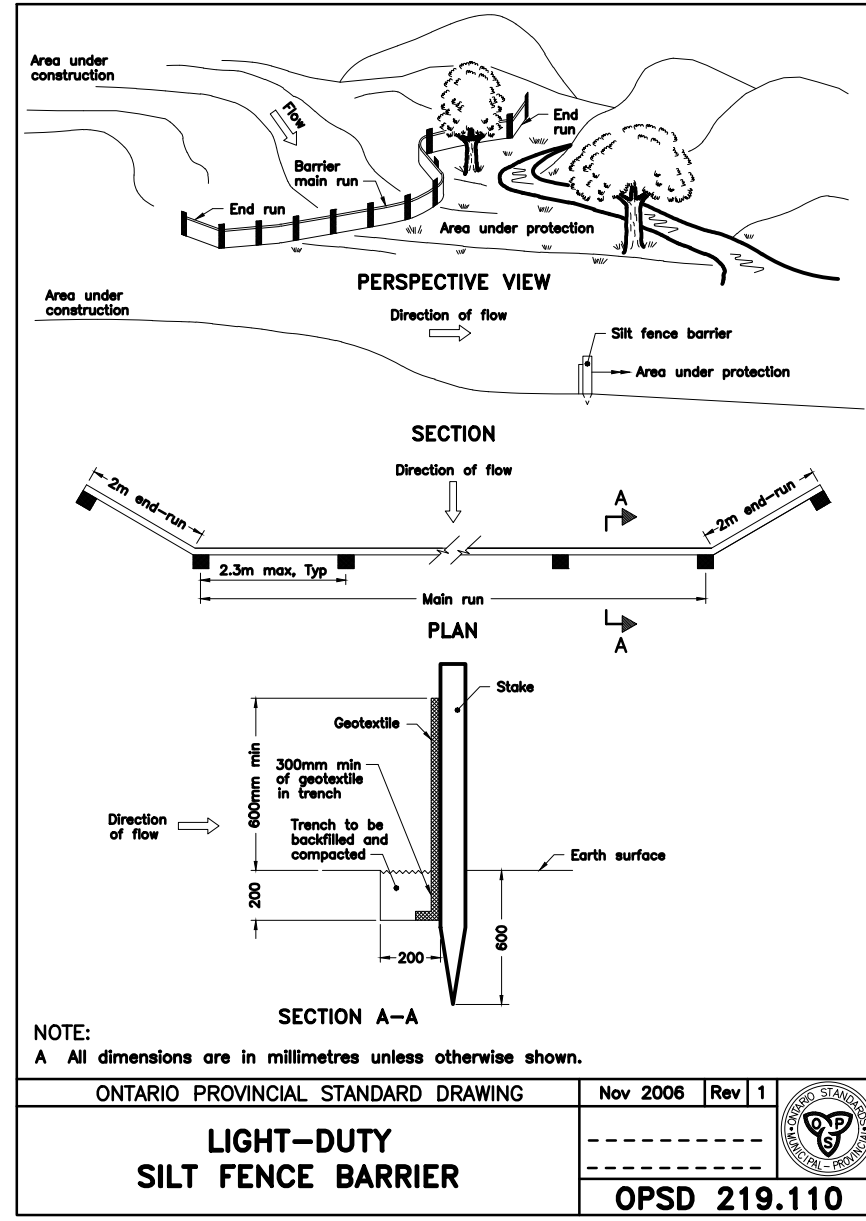 Area under
construction
Flow
End
run
Barrier
main run
End run
Area under protection
PERSPECTIVE VIEW
Area under
construction
Direction of flow
Silt fence barrier
Area under protection
SECTION
Direction of flow
2m end-run
A
2m end-run
2.3m max, Typ
Main run
PLAN
A
Stake
Geotextile
600mm min
300mm min
of geotextile
in trench
Direction
of flow
Trench to be
backfilled and
compacted
Earth surface
200
600
200
SECTION A-A
NOTE:
A All dimensions are in millimetres unless otherwise shown.
ONTARIO PROVINCIAL STANDARD DRAWING
Nov 2006 Rev 1
LIGHT-DUTY
SILT FENCE BARRIER
ONTARIO STANDARDS
MUNICIPAL - PROVINCIAL
OPS
OPSD 219.110